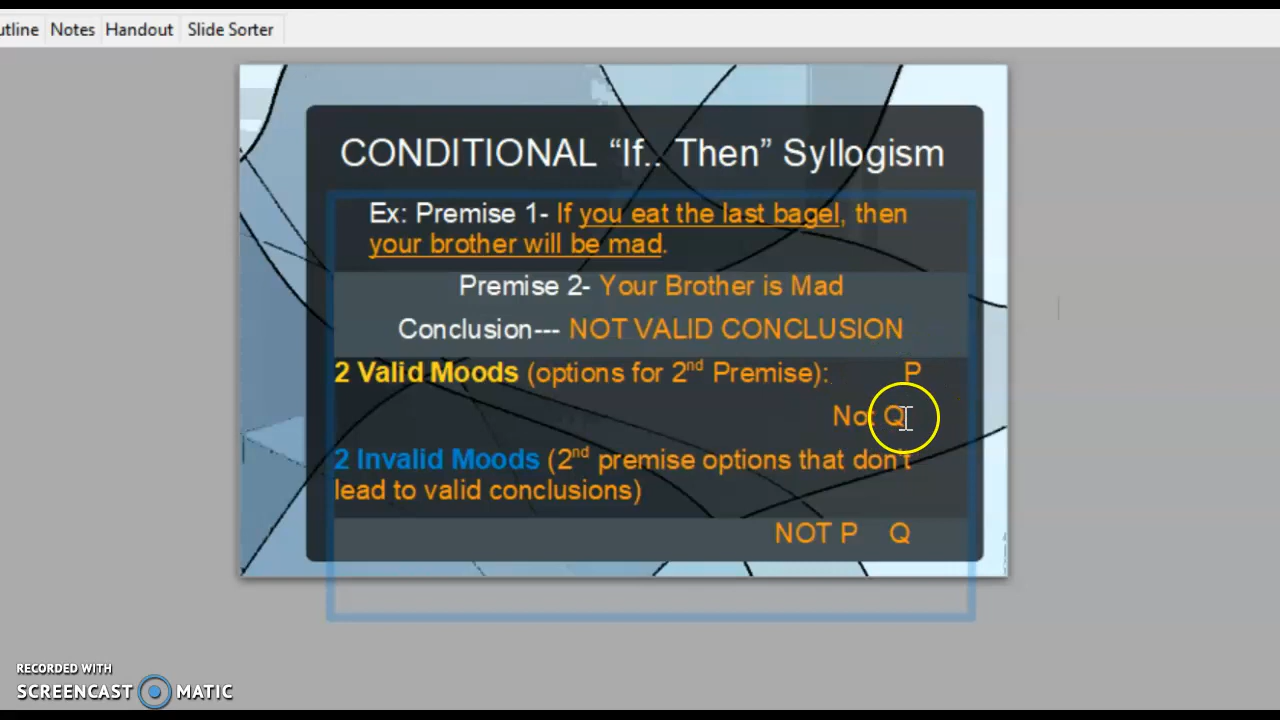 utline Notes Handout Slide Sorter
CONDITIONAL “If.. Then” Syllogism
Ex: Premise 1- If you eat the last bagel, then
your brother will be mad.
Premise 2- Your Brother is Mad
Conclusion--- NOT VALID CONCLUSION
2 Valid Moods (options for 2nd Premise): P
Not Q
2 Invalid Moods (2nd premise options that don't
lead to valid conclusions)
NOT P Q
RECORDED WITH
SCREENCAST MATIC